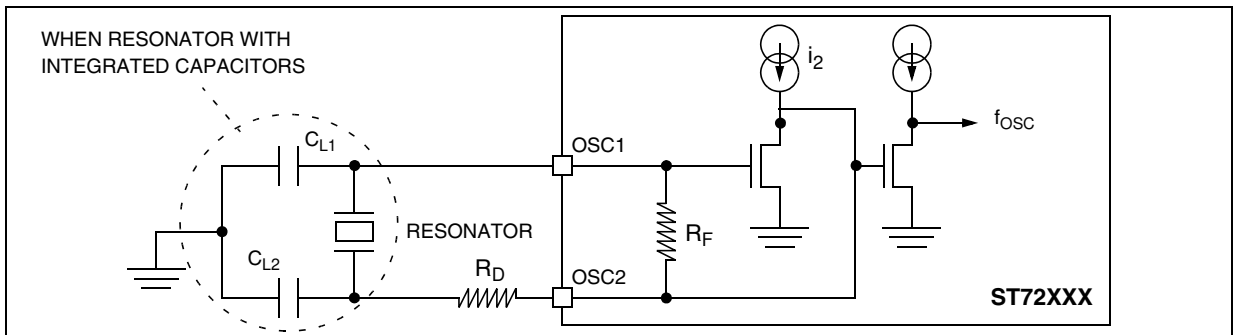 WHEN RESONATOR WITH
INTEGRATED CAPACITORS
CL1
CL2
RESONATOR
RD
OSC1
OSC2
RF
i2
fOSC
ST72XXX